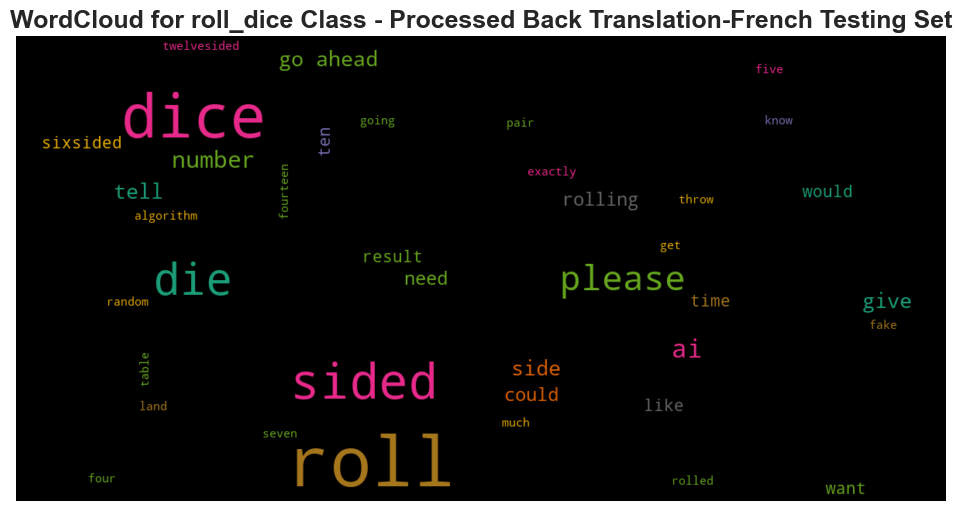 WordCloud for roll_dice Class - Processed Back Translation-French Testing Set
twelvesided
go ahead
five
dice
going
pair
know
sixsided
ten
number
exactly
tell
fourteen
rolling
throw
would
algorithm
result
get
die
need
please
random
time
give
fake
ai
table
side
sided
could
land
like
much
seven
roll
four
rolled
want